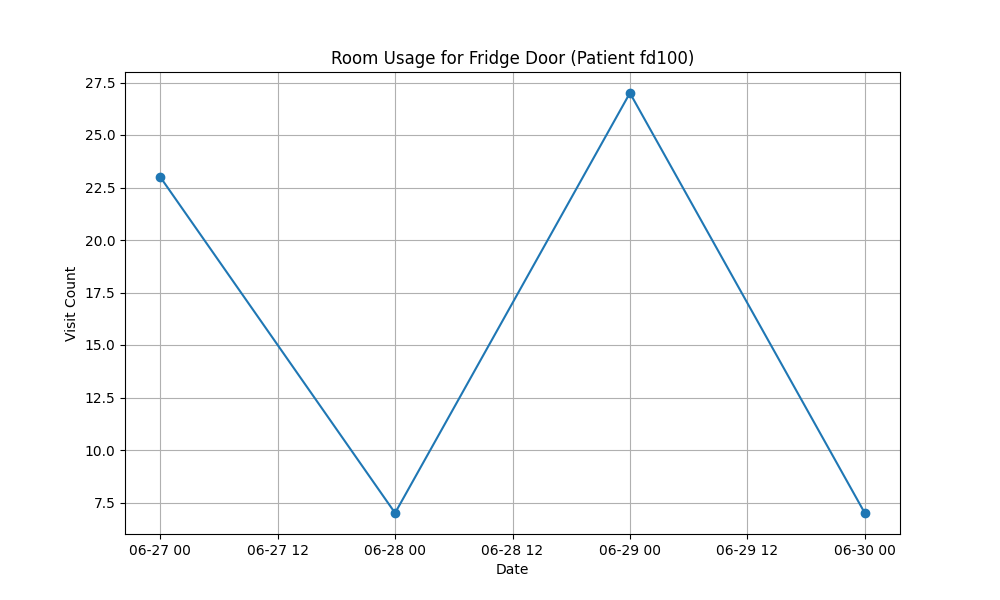 Room Usage for Fridge Door (Patient fd100)
27.5
25.0
22.5
20.0
17.5
15.0
12.5
10.0
7.5
Visit Count
06-27 00 06-27 12 06-28 00 06-28 12 06-29 00 06-29 12 06-30 00
Date